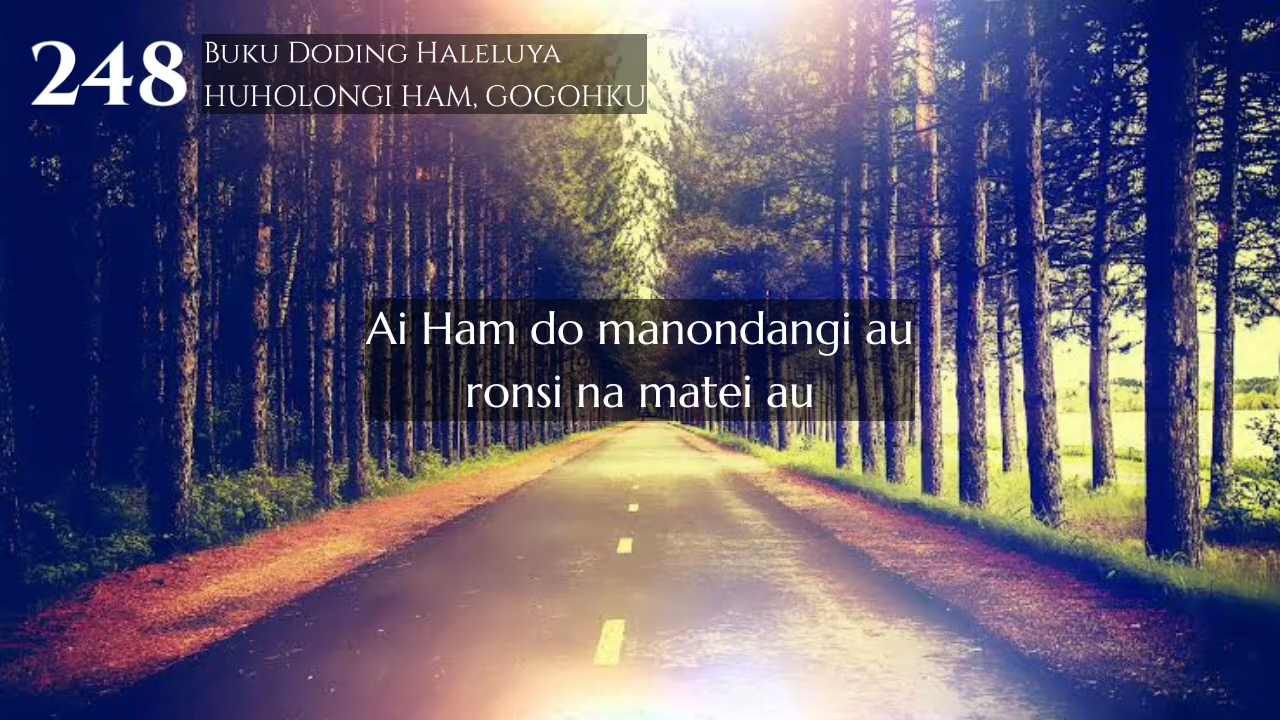 248
Buku Doding Haleluya
HUHOLONGI HAM, GOGOHKU
Ai Ham do manondangi au
ronsi na matei au